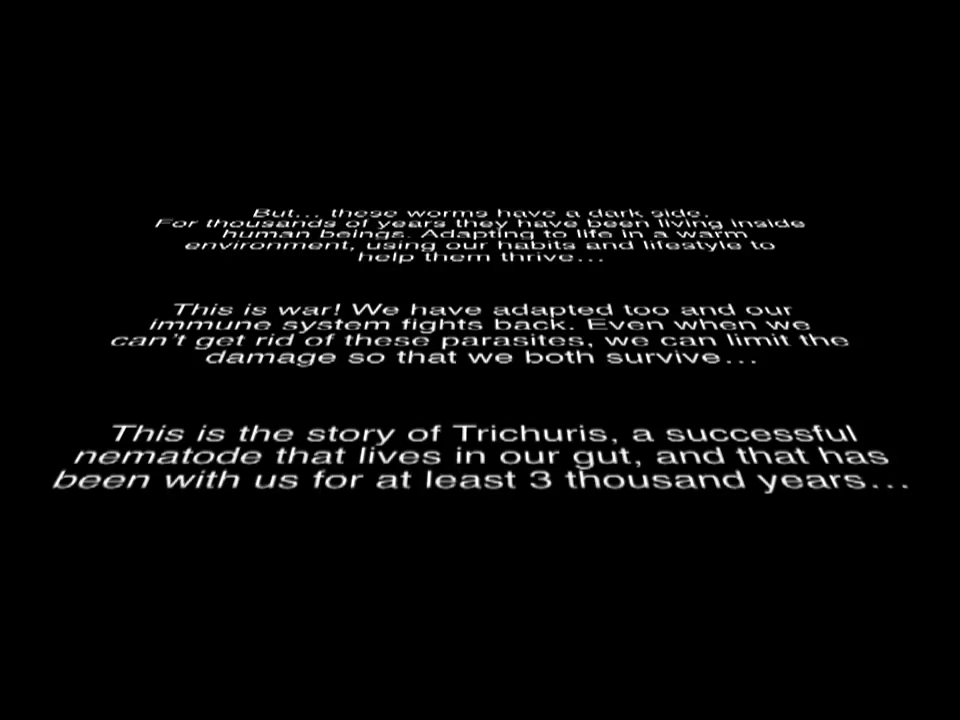 But... these worms have a dark side.
For thousands of years they have been living inside
human beings. Adapting to life in a warm
environment, using our habits and lifestyle to
help them thrive...
This is war! We have adapted too and our
immune system fights back. Even when we
can't get rid of these parasites, we can limit the
damage so that we both survive...
This is the story of Trichuris, a successful
nematode that lives in our gut, and that has
been with us for at least 3 thousand years...